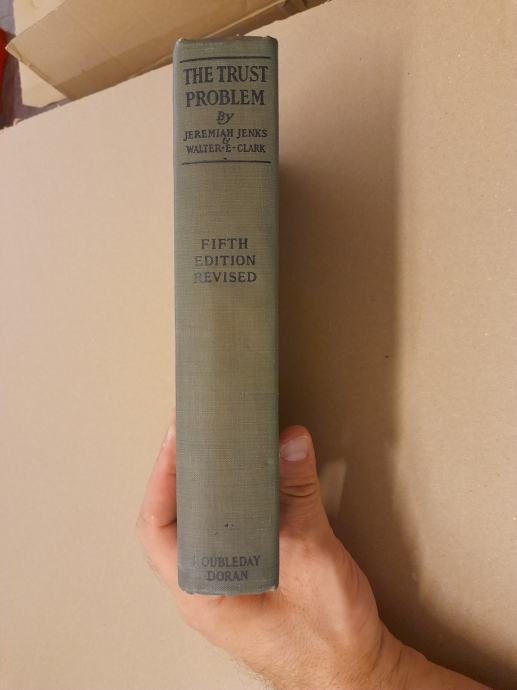 THE TRUST
PROBLEM
By
JEREMIAH JENKS
&
WALTER·E·CLARK
FIFTH
EDITION
REVISED
DOUBLEDAY
DORAN